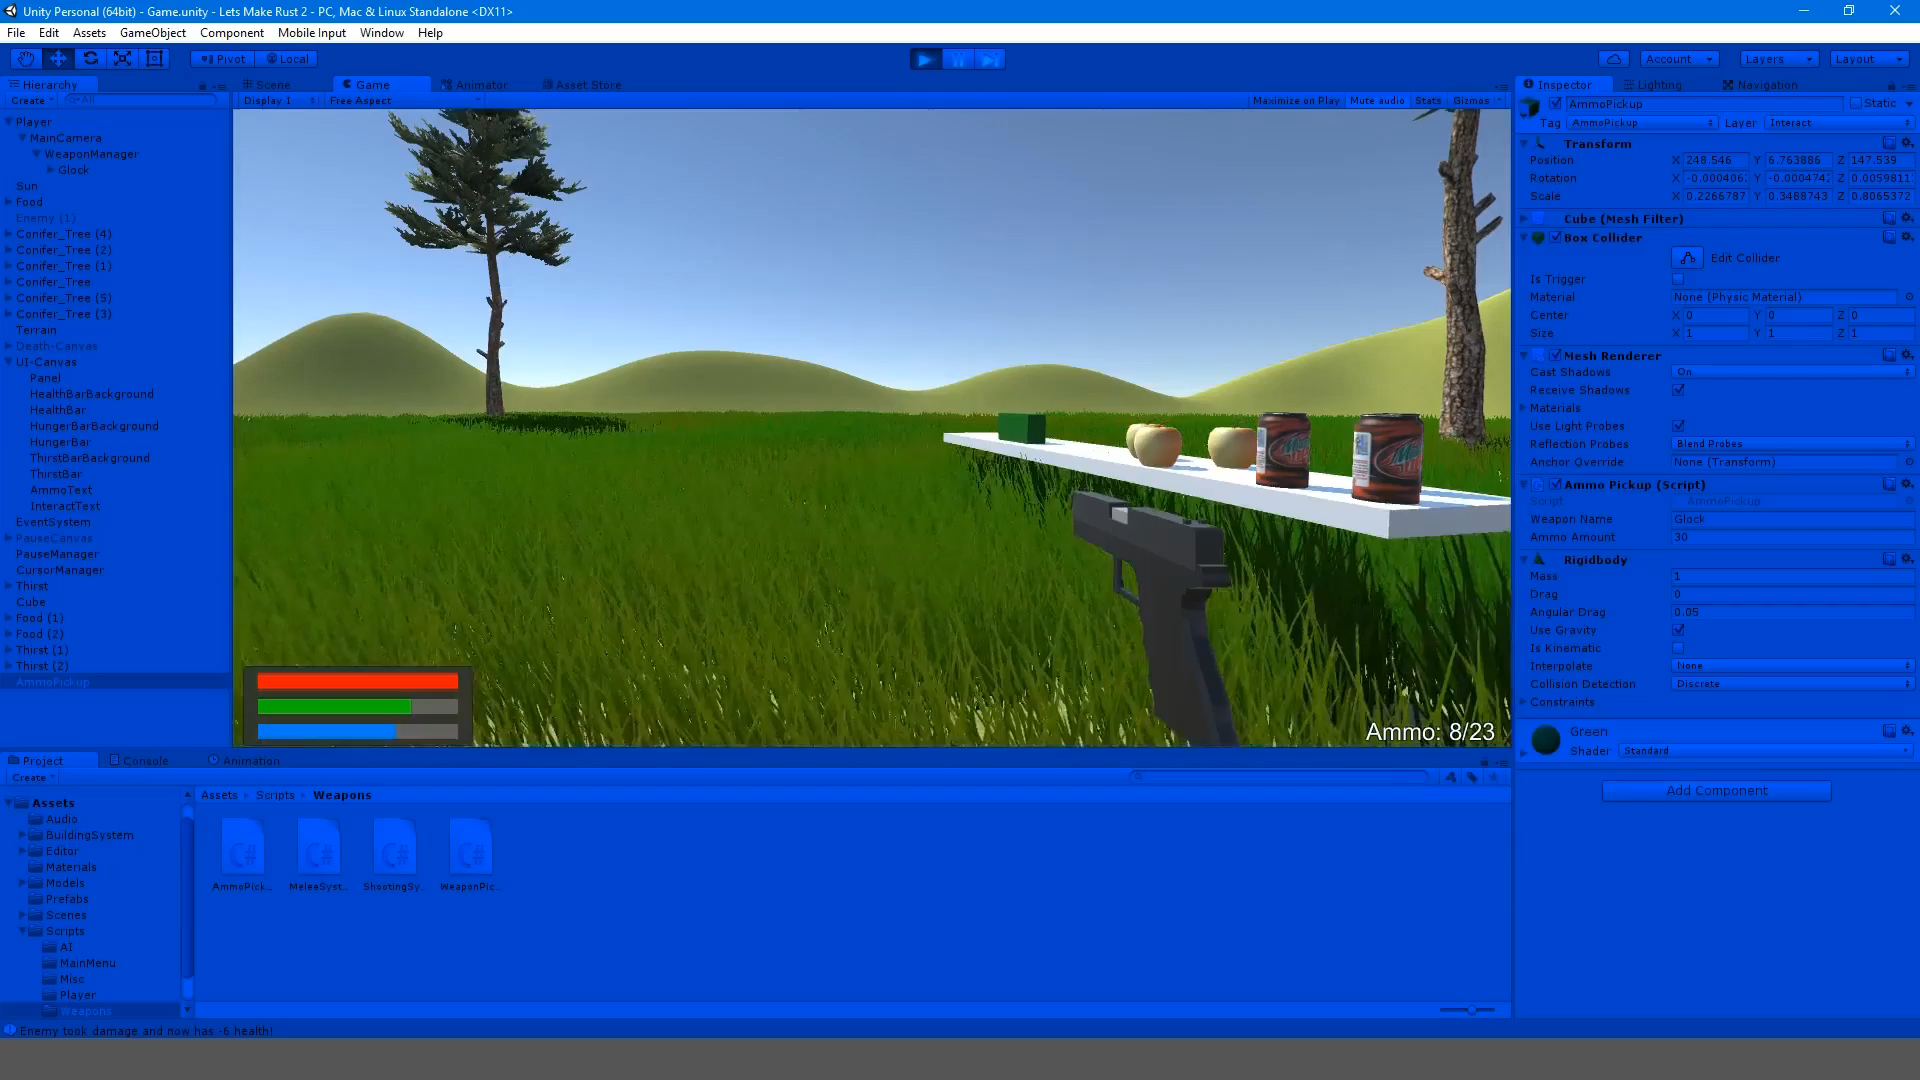 Unity Personal (64bit) - Game.unity - Lets Make Rust 2 - PC, Mac & Linux Standalone <DX11>
File Edit Assets GameObject Component Mobile Input Window Help
Pivot Local Account Layers Layout
Hierarchy Scene Game Animator Asset Store Inspector Lighting Navigation
Create All Display 1 Free Aspect Maximize on Play Mute audio Stats Gizmos
AmmoPickup Static
Tag AmmoPickup Layer Interact
Player
MainCamera
WeaponManager
Glock
Sun
Food
Enemy (1)
Conifer_Tree (4)
Conifer_Tree (2)
Conifer_Tree (1)
Conifer_Tree
Conifer_Tree (5)
Conifer_Tree (3)
Terrain
Death-Canvas
UI-Canvas
Panel
HealthBarBackground
HealthBar
HungerBarBackground
HungerBar
ThirstBarBackground
ThirstBar
AmmoText
InteractText
EventSystem
PauseCanvas
PauseManager
CursorManager
Thirst
Cube
Food (1)
Food (2)
Thirst (1)
Thirst (2)
AmmoPickup
Ammo: 8/23
Transform
Position X 248.546 Y 6.763886 Z 147.539
Rotation X -0.000406 Y -0.000474 Z 0.0059811
Scale X 0.2266787 Y 0.3488743 Z 0.8065372
Cube (Mesh Filter)
Box Collider
Edit Collider
Is Trigger
Material None (Physic Material)
Center X 0 Y 0 Z 0
Size X 1 Y 1 Z 1
Mesh Renderer
Cast Shadows On
Receive Shadows
Materials
Use Light Probes
Reflection Probes Blend Probes
Anchor Override None (Transform)
Ammo Pickup (Script)
Script AmmoPickup
Weapon Name Glock
Ammo Amount 30
Rigidbody
Mass 1
Drag 0
Angular Drag 0.05
Use Gravity
Is Kinematic
Interpolate None
Collision Detection Discrete
Constraints
Green
Shader Standard
Add Component
Project Console Animation
Create
Assets
Audio
BuildingSystem
Editor
Materials
Models
Prefabs
Scenes
Scripts
AI
MainMenu
Misc
Player
Weapons
Assets Scripts Weapons
C# C# C# C#
AmmoPick... MeleeSyst... ShootingSy... WeaponPic...
Enemy took damage and now has -6 health!